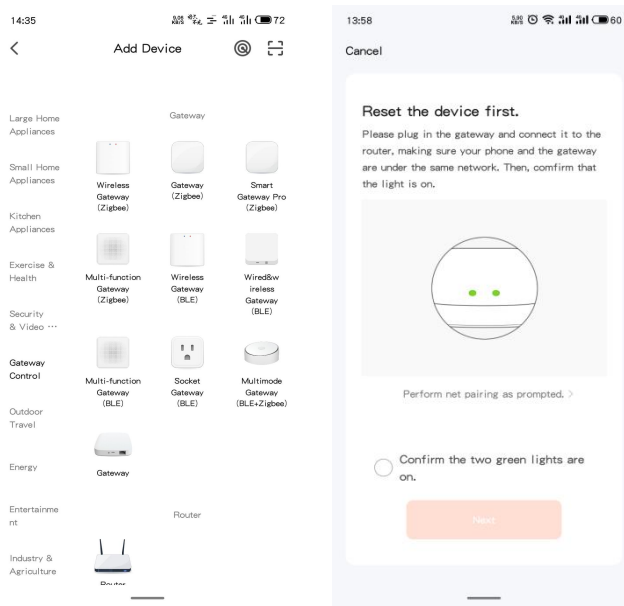 14:35
72
Add Device
Large Home
Appliances
Small Home
Appliances
Kitchen
Appliances
Exercise &
Health
Security
& Video ···
Gateway
Control
Outdoor
Travel
Energy
Entertainme
nt
Industry &
Agriculture
Gateway
Wireless
Gateway
(Zigbee)
Gateway
(Zigbee)
Smart
Gateway Pro
(Zigbee)
Multi-function
Gateway
(Zigbee)
Wireless
Gateway
(BLE)
Wired&w
ireless
Gateway
(BLE)
Multi-function
Gateway
(BLE)
Socket
Gateway
(BLE)
Multimode
Gateway
(BLE+Zigbee)
Gateway
Router
Router
13:58
60
Cancel
Reset the device first.
Please plug in the gateway and connect it to the
router, making sure your phone and the gateway
are under the same network. Then, comfirm that
the light is on.
Perform net pairing as prompted. >
Confirm the two green lights are
on.
Next